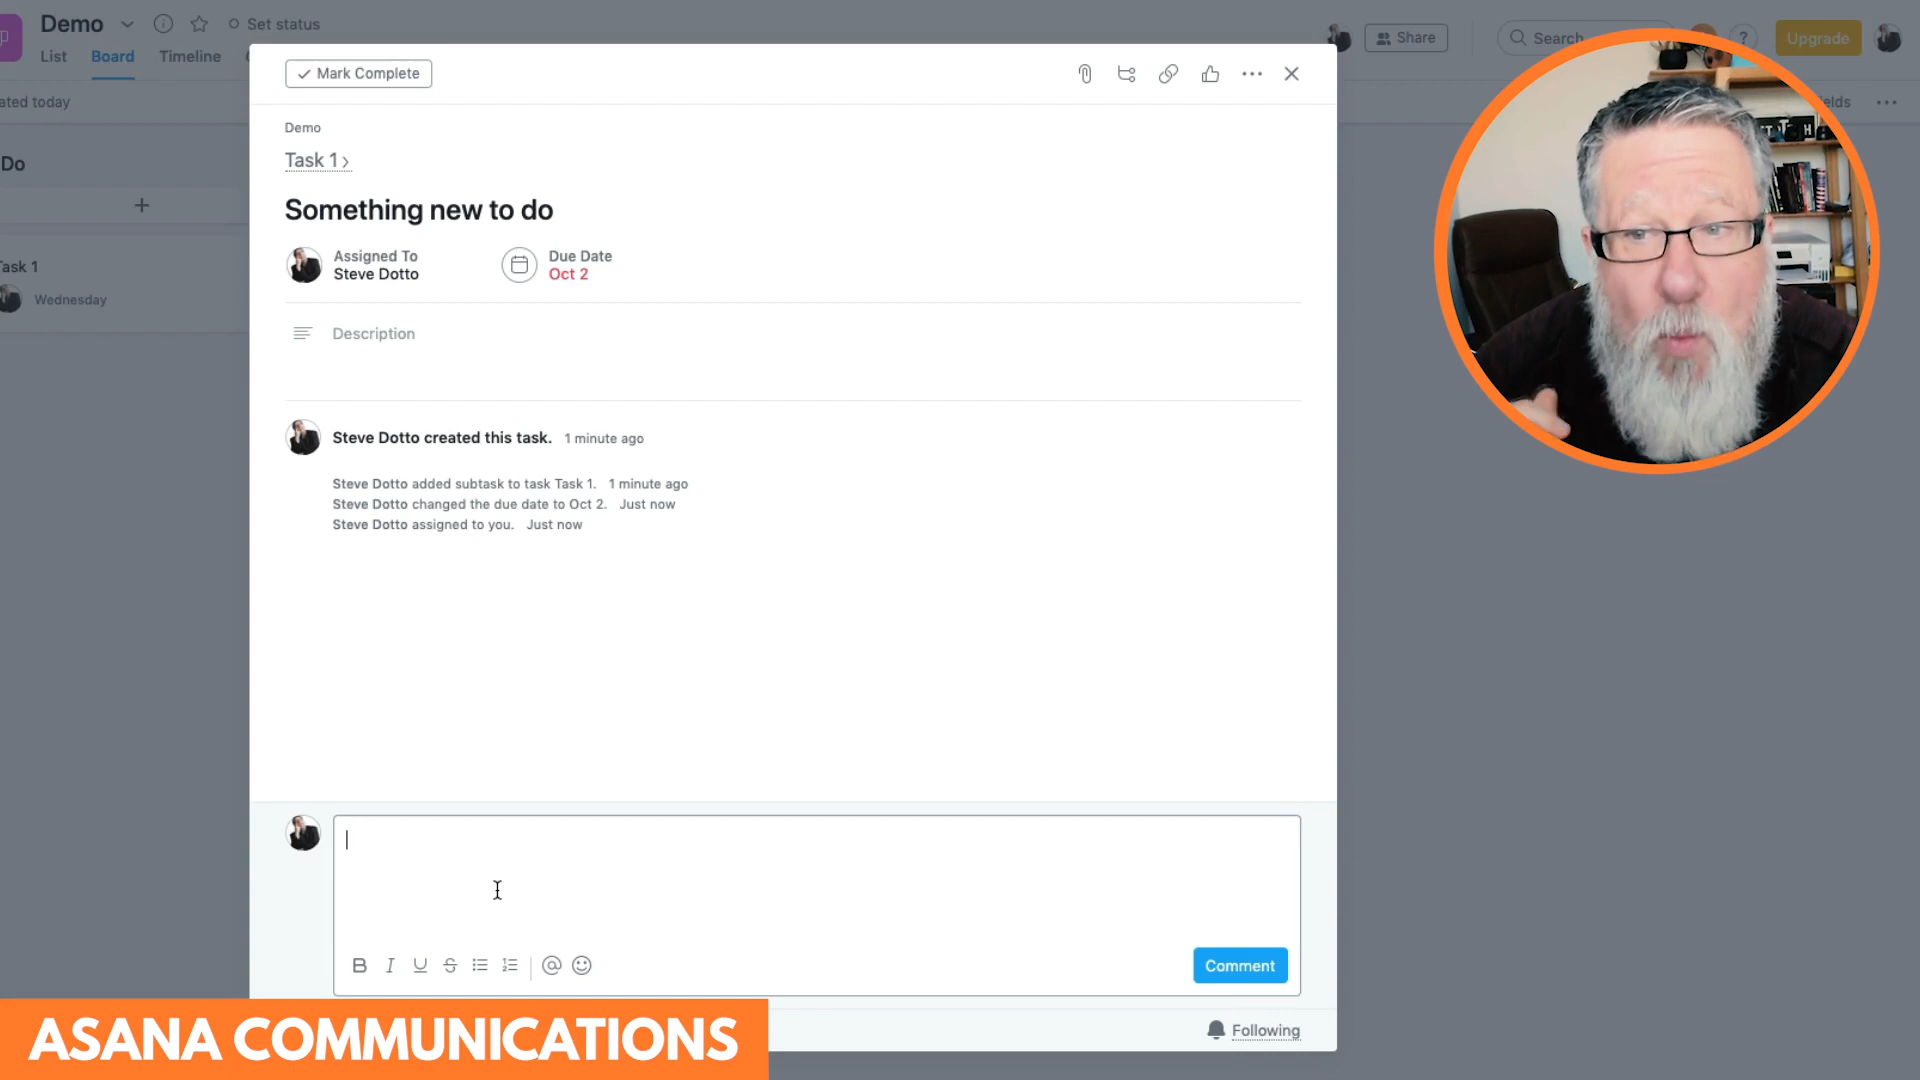 Demo
Set status
List
Board
Timeline
Share
Search
?
Upgrade
ated today
Do
+
Task 1
Wednesday
Mark Complete
Demo
Task 1 >
Something new to do
Assigned To
Steve Dotto
Due Date
Oct 2
Description
Steve Dotto created this task. 1 minute ago
Steve Dotto added subtask to task Task 1. 1 minute ago
Steve Dotto changed the due date to Oct 2. Just now
Steve Dotto assigned to you. Just now
B I U S @
Comment
Following
ASANA COMMUNICATIONS